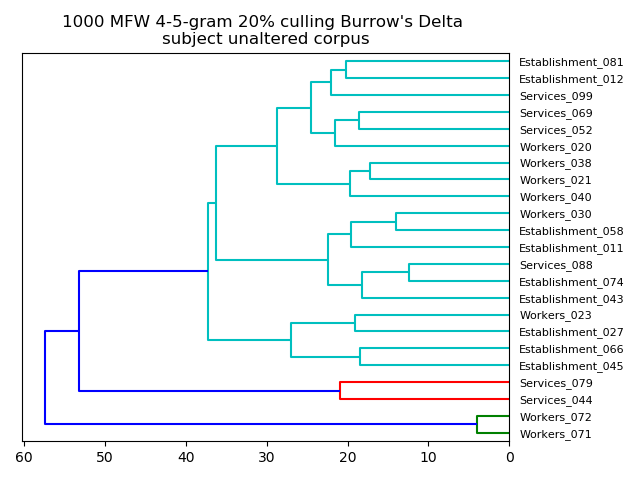 1000 MFW 4-5-gram 20% culling Burrow's Delta
subject unaltered corpus
Establishment_081
Establishment_012
Services_099
Services_069
Services_052
Workers_020
Workers_038
Workers_021
Workers_040
Workers_030
Establishment_058
Establishment_011
Services_088
Establishment_074
Establishment_043
Workers_023
Establishment_027
Establishment_066
Establishment_045
Services_079
Services_044
Workers_072
Workers_071
60 50 40 30 20 10 0